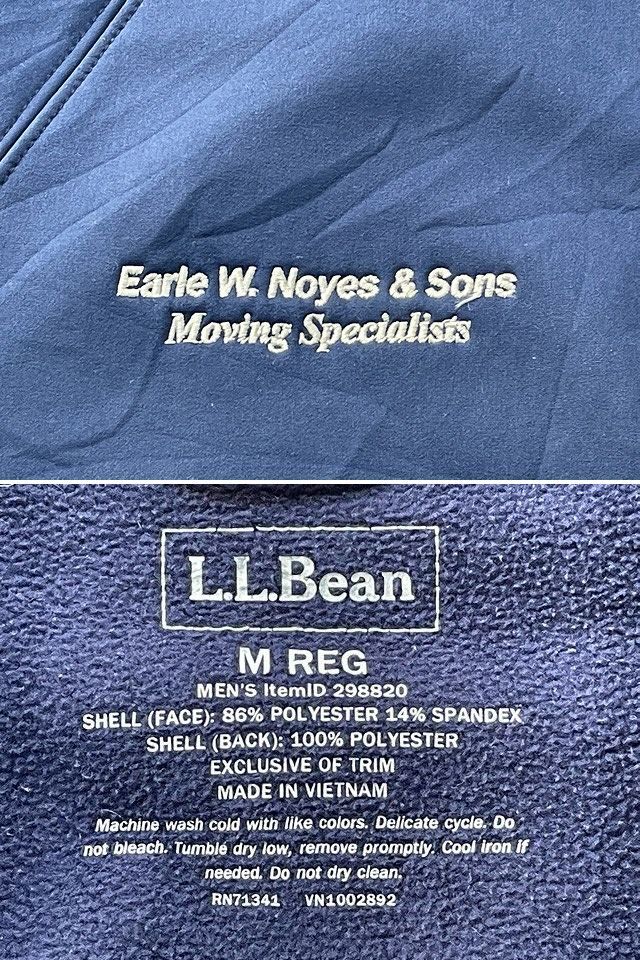 Earle W. Noyes & Sons
Moving Specialists
L.L.Bean
M REG
MEN'S ItemID 298820
SHELL (FACE): 86% POLYESTER 14% SPANDEX
SHELL (BACK): 100% POLYESTER
EXCLUSIVE OF TRIM
MADE IN VIETNAM
Machine wash cold with like colors. Delicate cycle. Do
not bleach. Tumble dry low, remove promptly. Cool iron if
needed. Do not dry clean.
RN71341 VN1002892